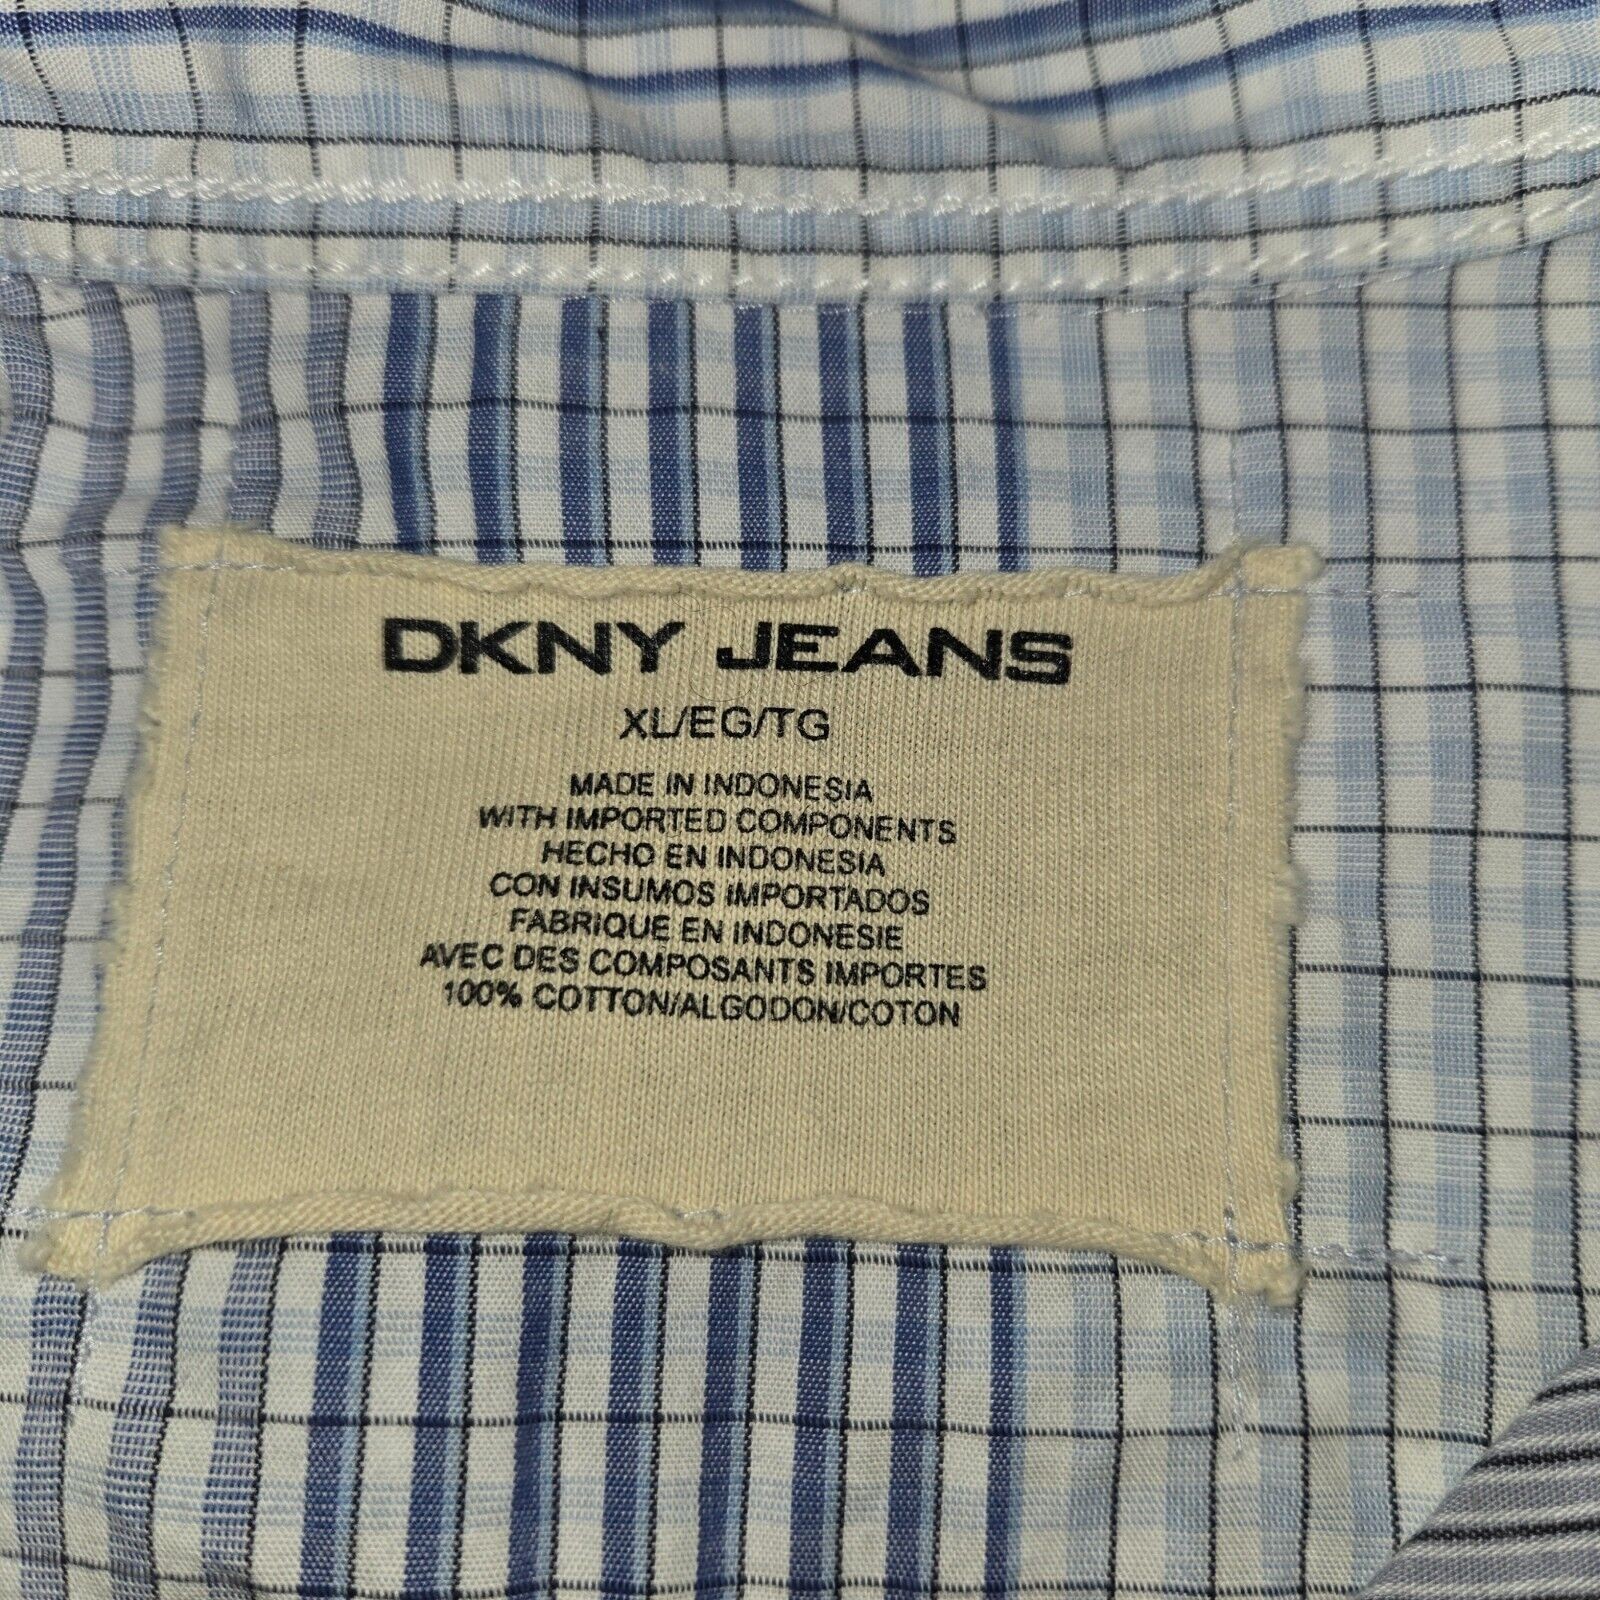 DKNY JEANS
XL/EG/TG
MADE IN INDONESIA
WITH IMPORTED COMPONENTS
HECHO EN INDONESIA
CON INSUMOS IMPORTADOS
FABRIQUE EN INDONESIE
AVEC DES COMPOSANTS IMPORTES
100% COTTON/ALGODON/COTON